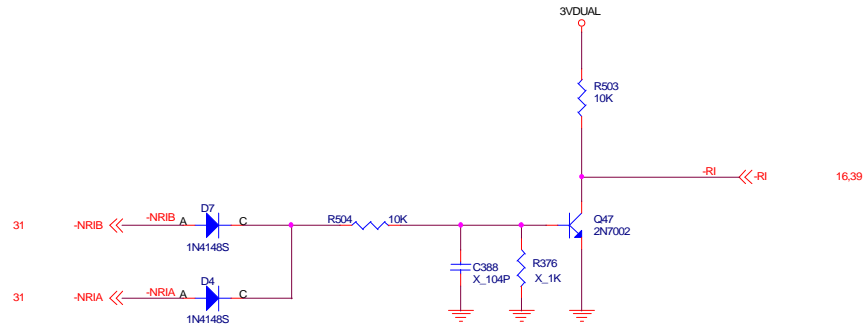 3VDUAL
R503
10K
-RI
-RI
16,39
D7
31
-NRIB
-NRIB
A
C
R504
10K
Q47
2N7002
1N4148S
C388
X_104P
R376
X_1K
D4
31
-NRIA
-NRIA
A
C
1N4148S